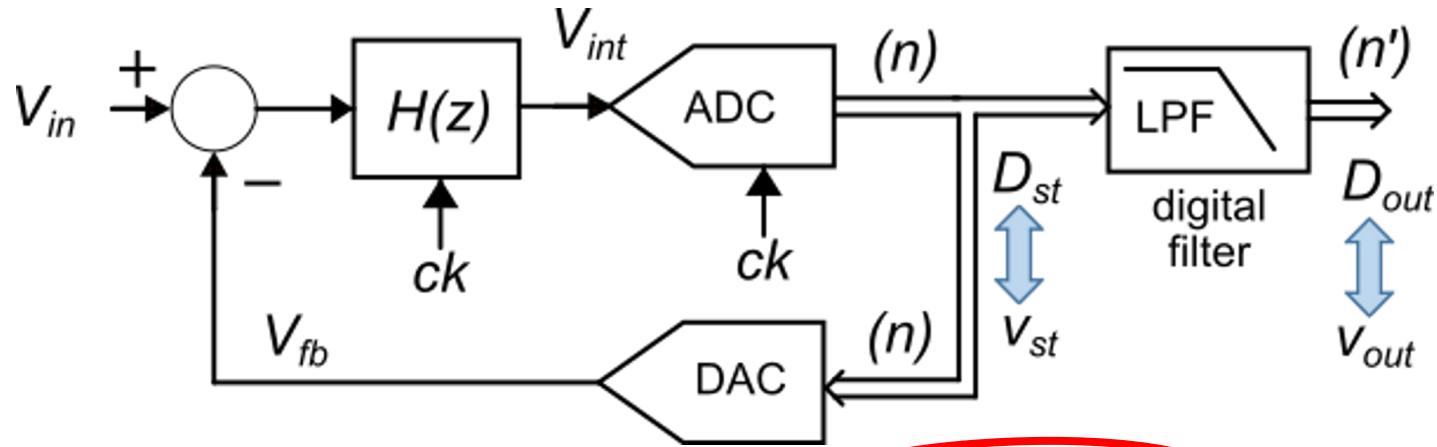 V_int
(n)
(n')
+
V_in
H(z)
ADC
LPF
−
D_st
D_out
ck
ck
digital
filter
V_fb
(n)
v_st
v_out
DAC